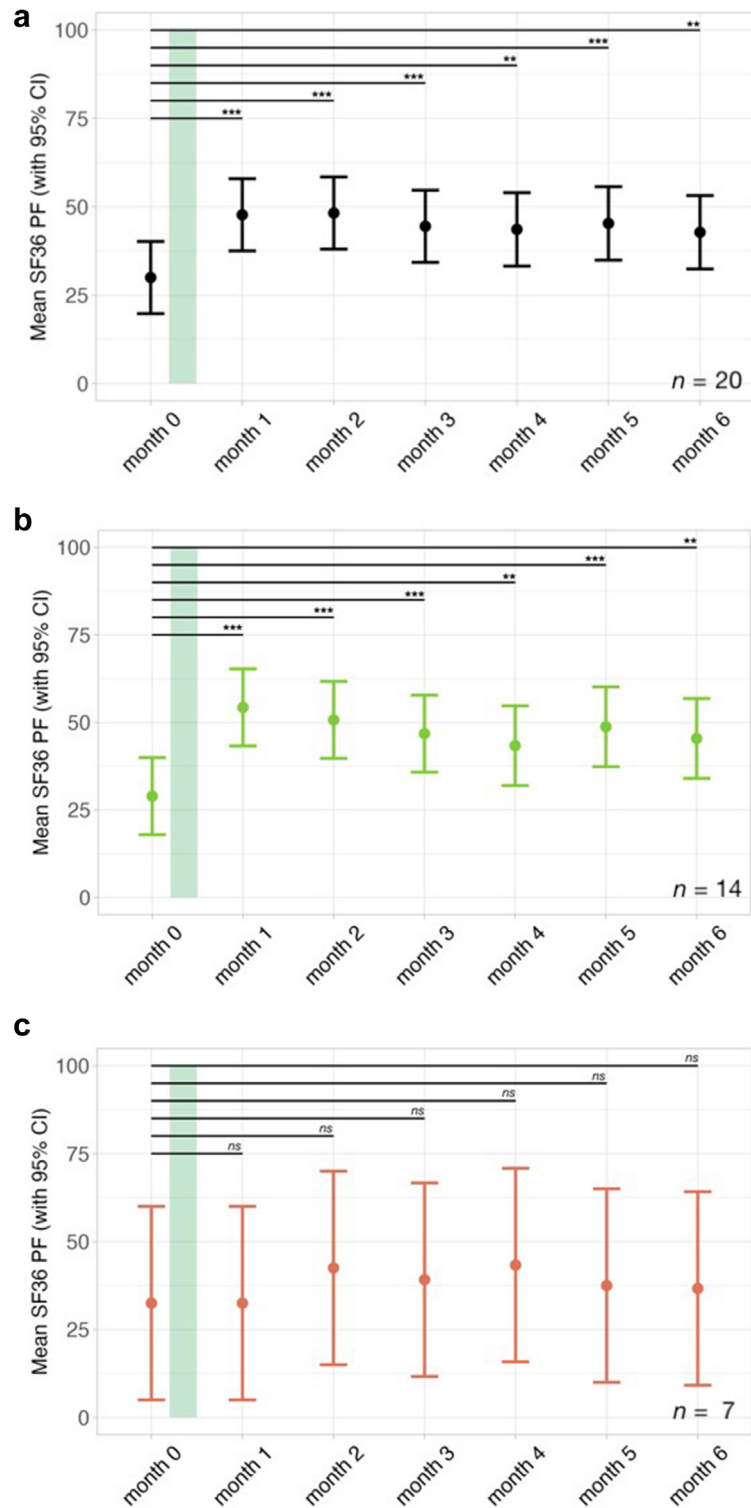 a
Mean SF36 PF (with 95% CI)
100
75
50
25
0
**
***
**
***
***
***
n = 20
month 0
month 1
month 2
month 3
month 4
month 5
month 6
b
Mean SF36 PF (with 95% CI)
100
75
50
25
0
**
***
**
***
***
***
n = 14
month 0
month 1
month 2
month 3
month 4
month 5
month 6
c
Mean SF36 PF (with 95% CI)
100
75
50
25
0
ns
ns
ns
ns
ns
ns
n = 7
month 0
month 1
month 2
month 3
month 4
month 5
month 6